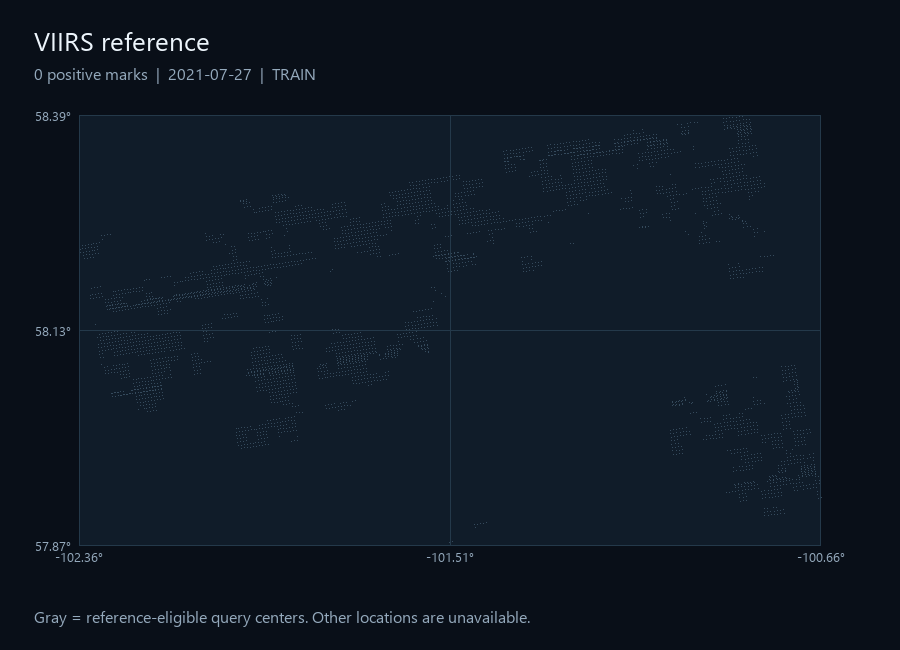 VIIRS reference
0 positive marks | 2021-07-27 | TRAIN
58.39°
58.13°
57.87°
-102.36°
-101.51°
-100.66°
Gray = reference-eligible query centers. Other locations are unavailable.